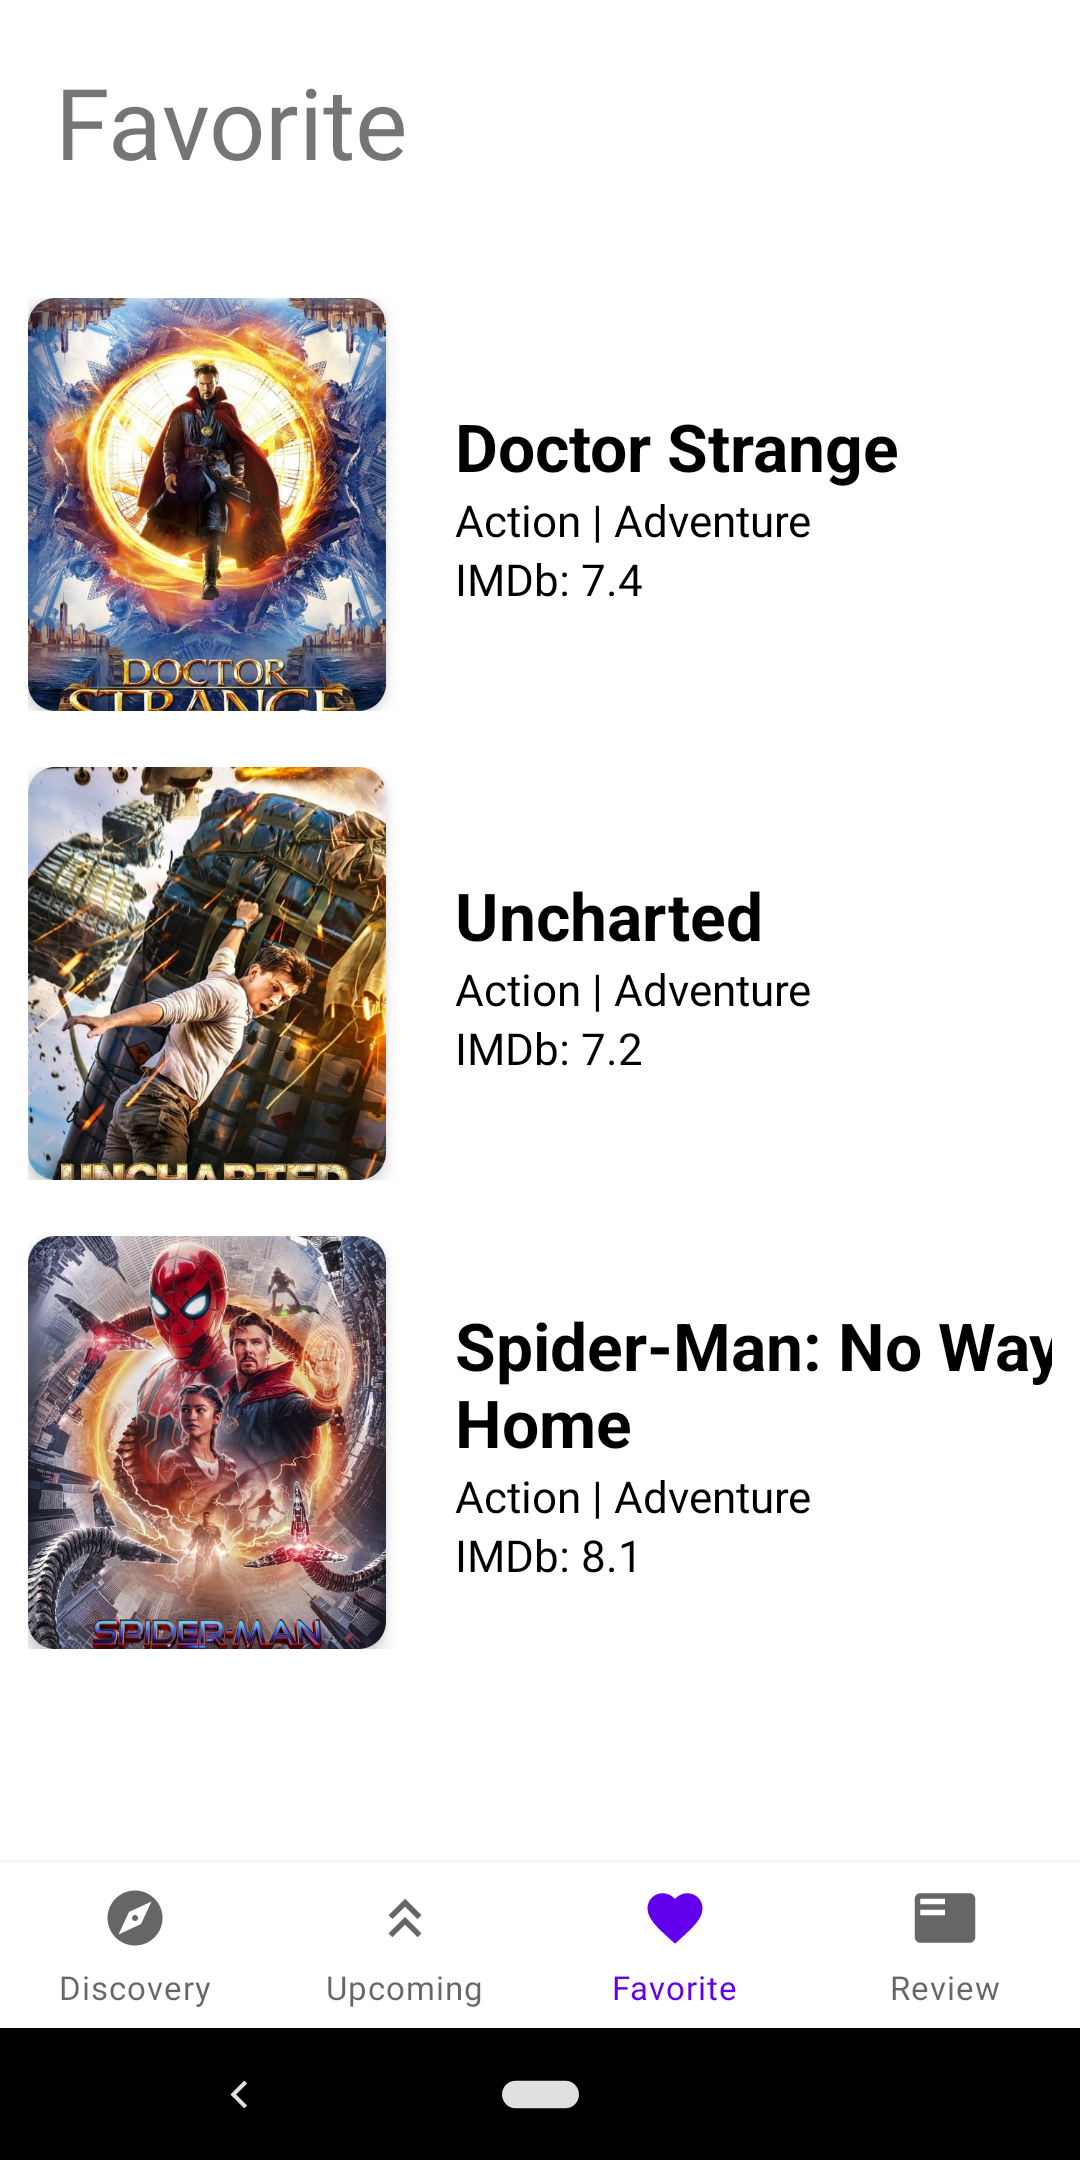 Favorite
DOCTOR
STRANGE
Doctor Strange
Action | Adventure
IMDb: 7.4
UNCHARTED
Uncharted
Action | Adventure
IMDb: 7.2
SPIDER-MAN
Spider-Man: No Way
Home
Action | Adventure
IMDb: 8.1
Discovery
Upcoming
Favorite
Review